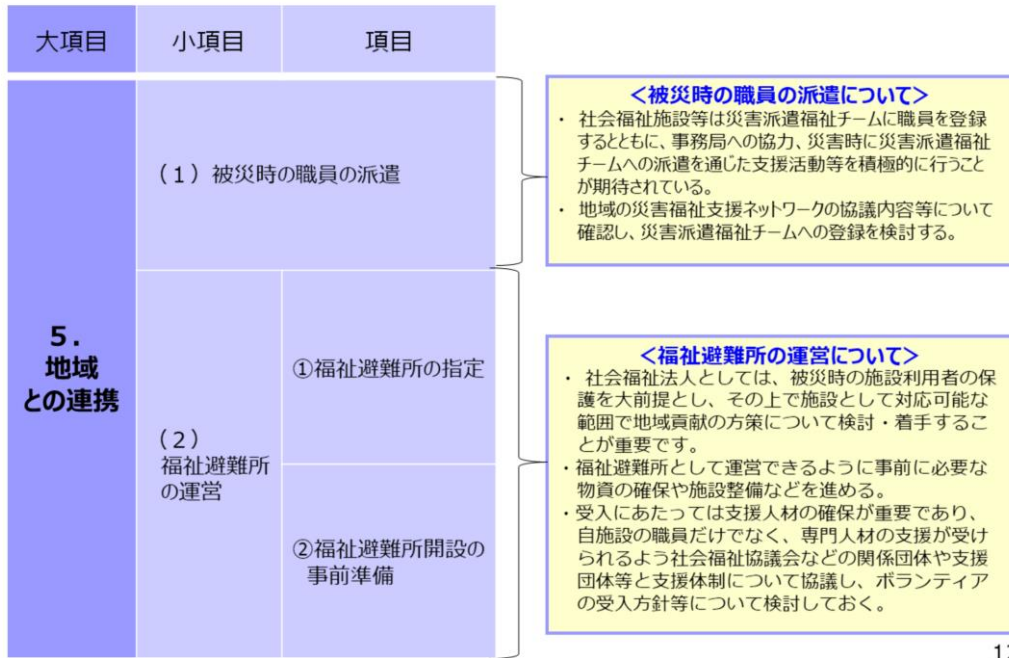 大項目
小項目
項目
5.
地域
との連携
（1）被災時の職員の派遣
（2）
福祉避難所
の運営
①福祉避難所の指定
②福祉避難所開設の
事前準備
＜被災時の職員の派遣について＞
・ 社会福祉施設等は災害派遣福祉チームに職員を登録
するとともに、事務局への協力、災害時に災害派遣福祉
チームへの派遣を通じた支援活動等を積極的に行うこと
が期待されている。
・ 地域の災害福祉支援ネットワークの協議内容等について
確認し、災害派遣福祉チームへの登録を検討する。
＜福祉避難所の運営について＞
・ 社会福祉法人としては、被災時の施設利用者の保
護を大前提とし、その上で施設として対応可能な
範囲で地域貢献の方策について検討・着手するこ
とが重要です。
・福祉避難所として運営できるように事前に必要な
物資の確保や施設整備などを進める。
・受入にあたっては支援人材の確保が重要であり、
自施設の職員だけでなく、専門人材の支援が受け
られるよう社会福祉協議会などの関係団体や支援
団体等と支援体制について協議し、ボランティア
の受入方針等について検討しておく。